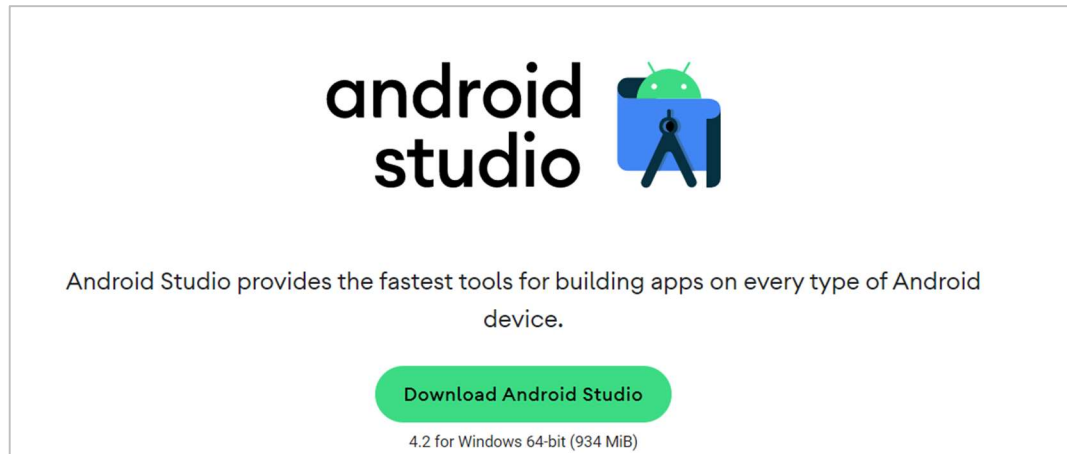 android
studio
Android Studio provides the fastest tools for building apps on every type of Android
device.
Download Android Studio
4.2 for Windows 64-bit (934 MiB)